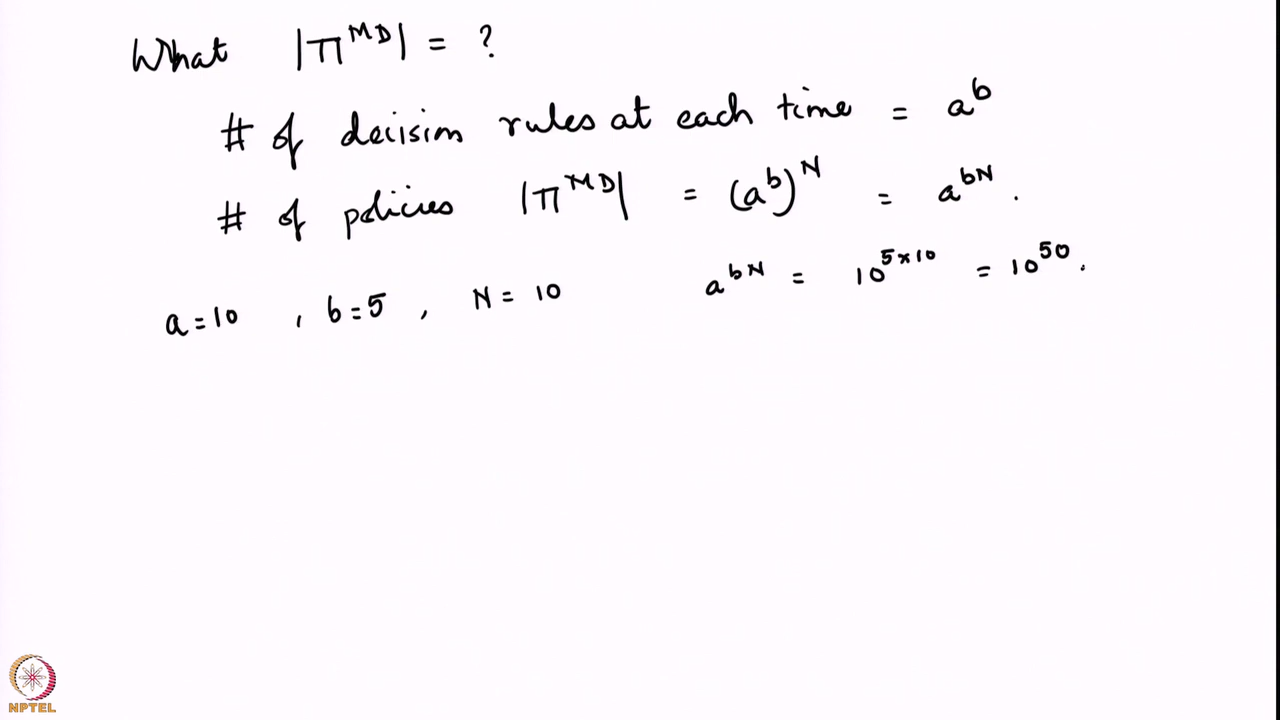 What |Π^MD| = ?
# of decision rules at each time = a^b
# of policies |Π^MD| = (a^b)^N = a^bN .
a=10 , b=5 , N=10 a^bN = 10^5×10 = 10^50.
NPTEL